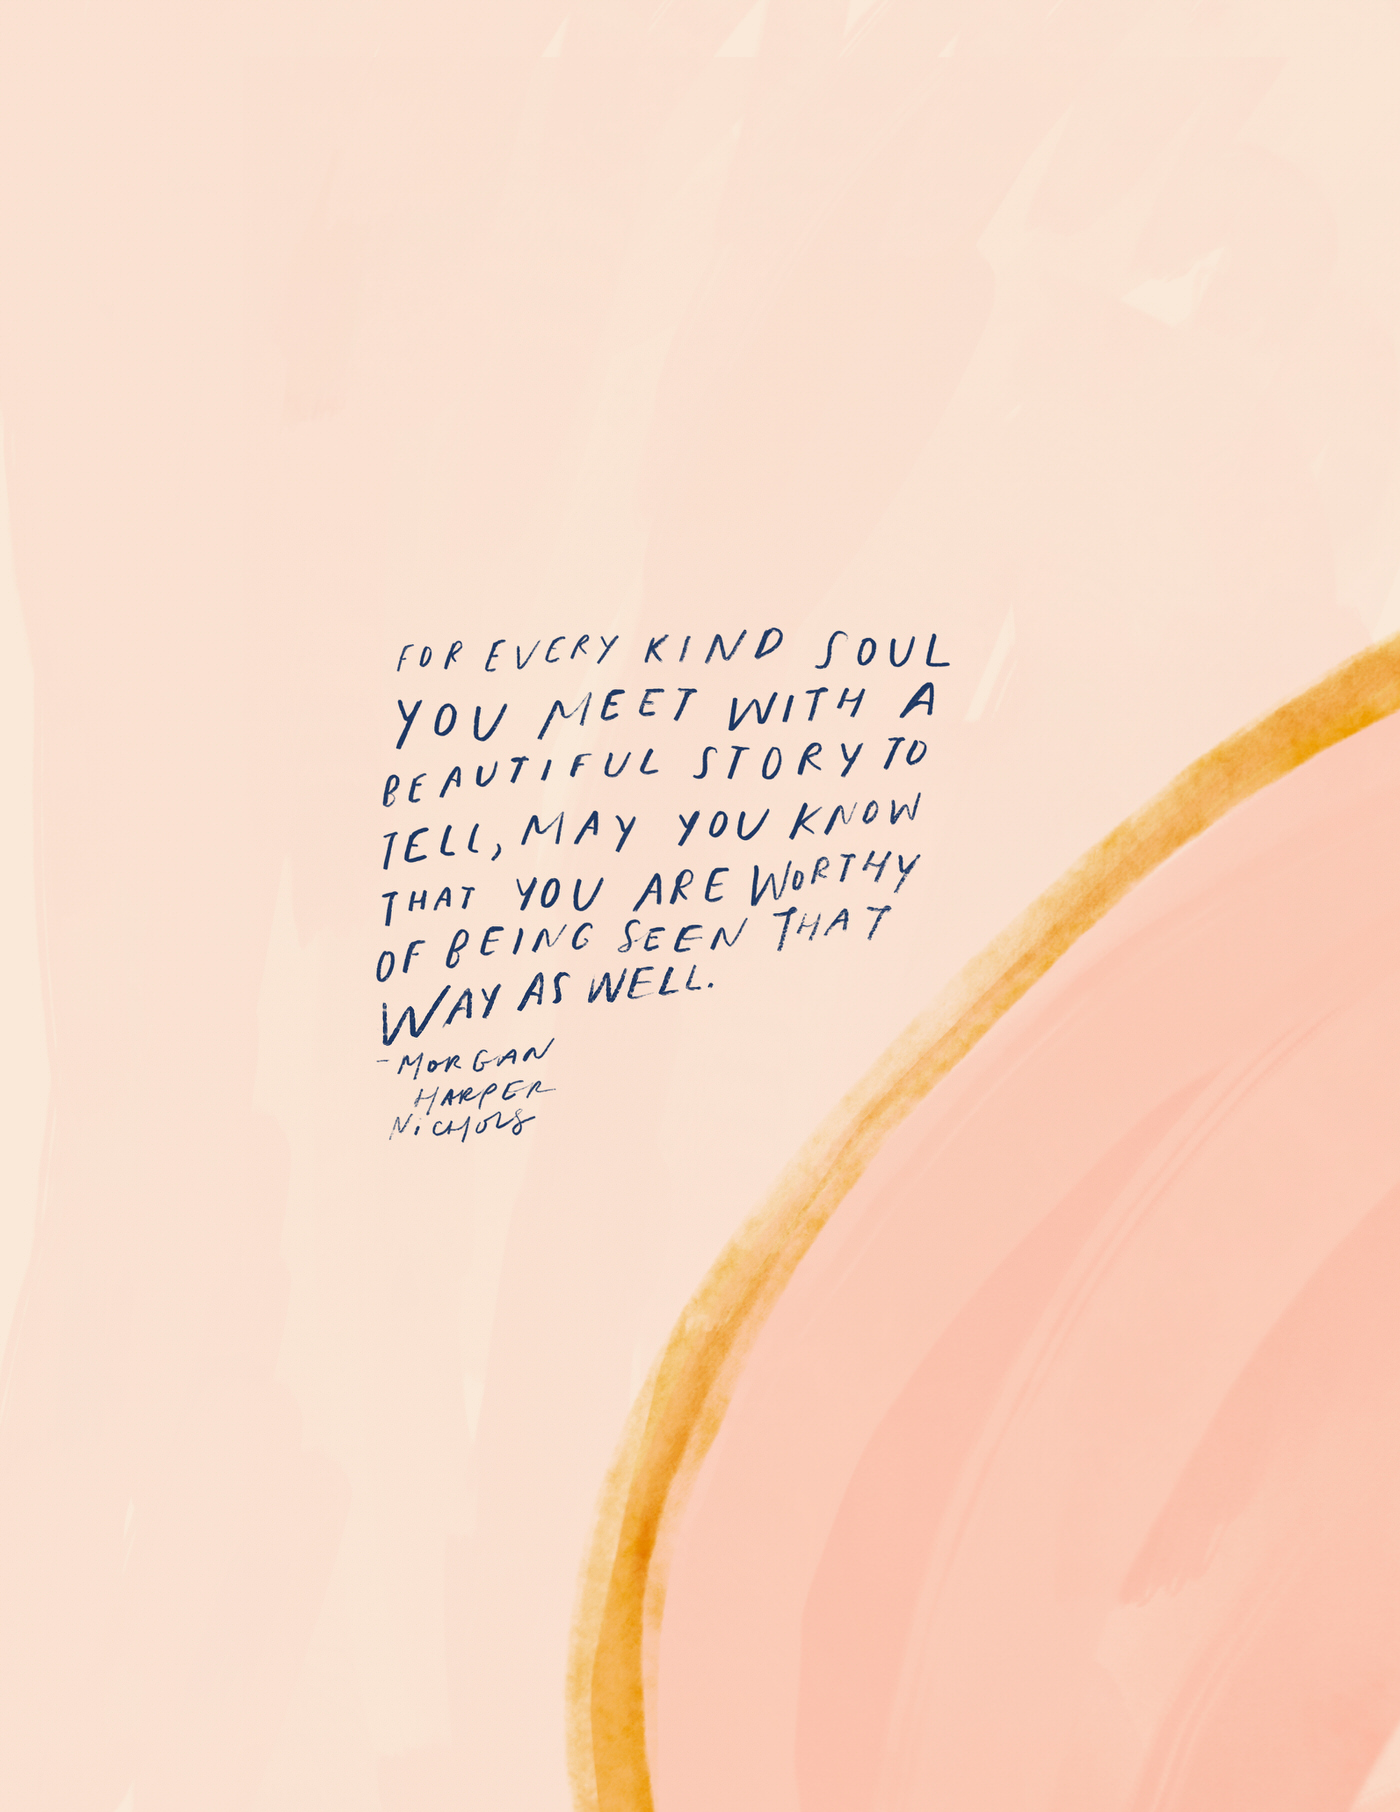 FOR EVERY KIND SOUL
YOU MEET WITH A
BEAUTIFUL STORY TO
TELL, MAY YOU KNOW
THAT YOU ARE WORTHY
OF BEING SEEN THAT
WAY AS WELL.
- MORGAN
HARPER
NICHOLS